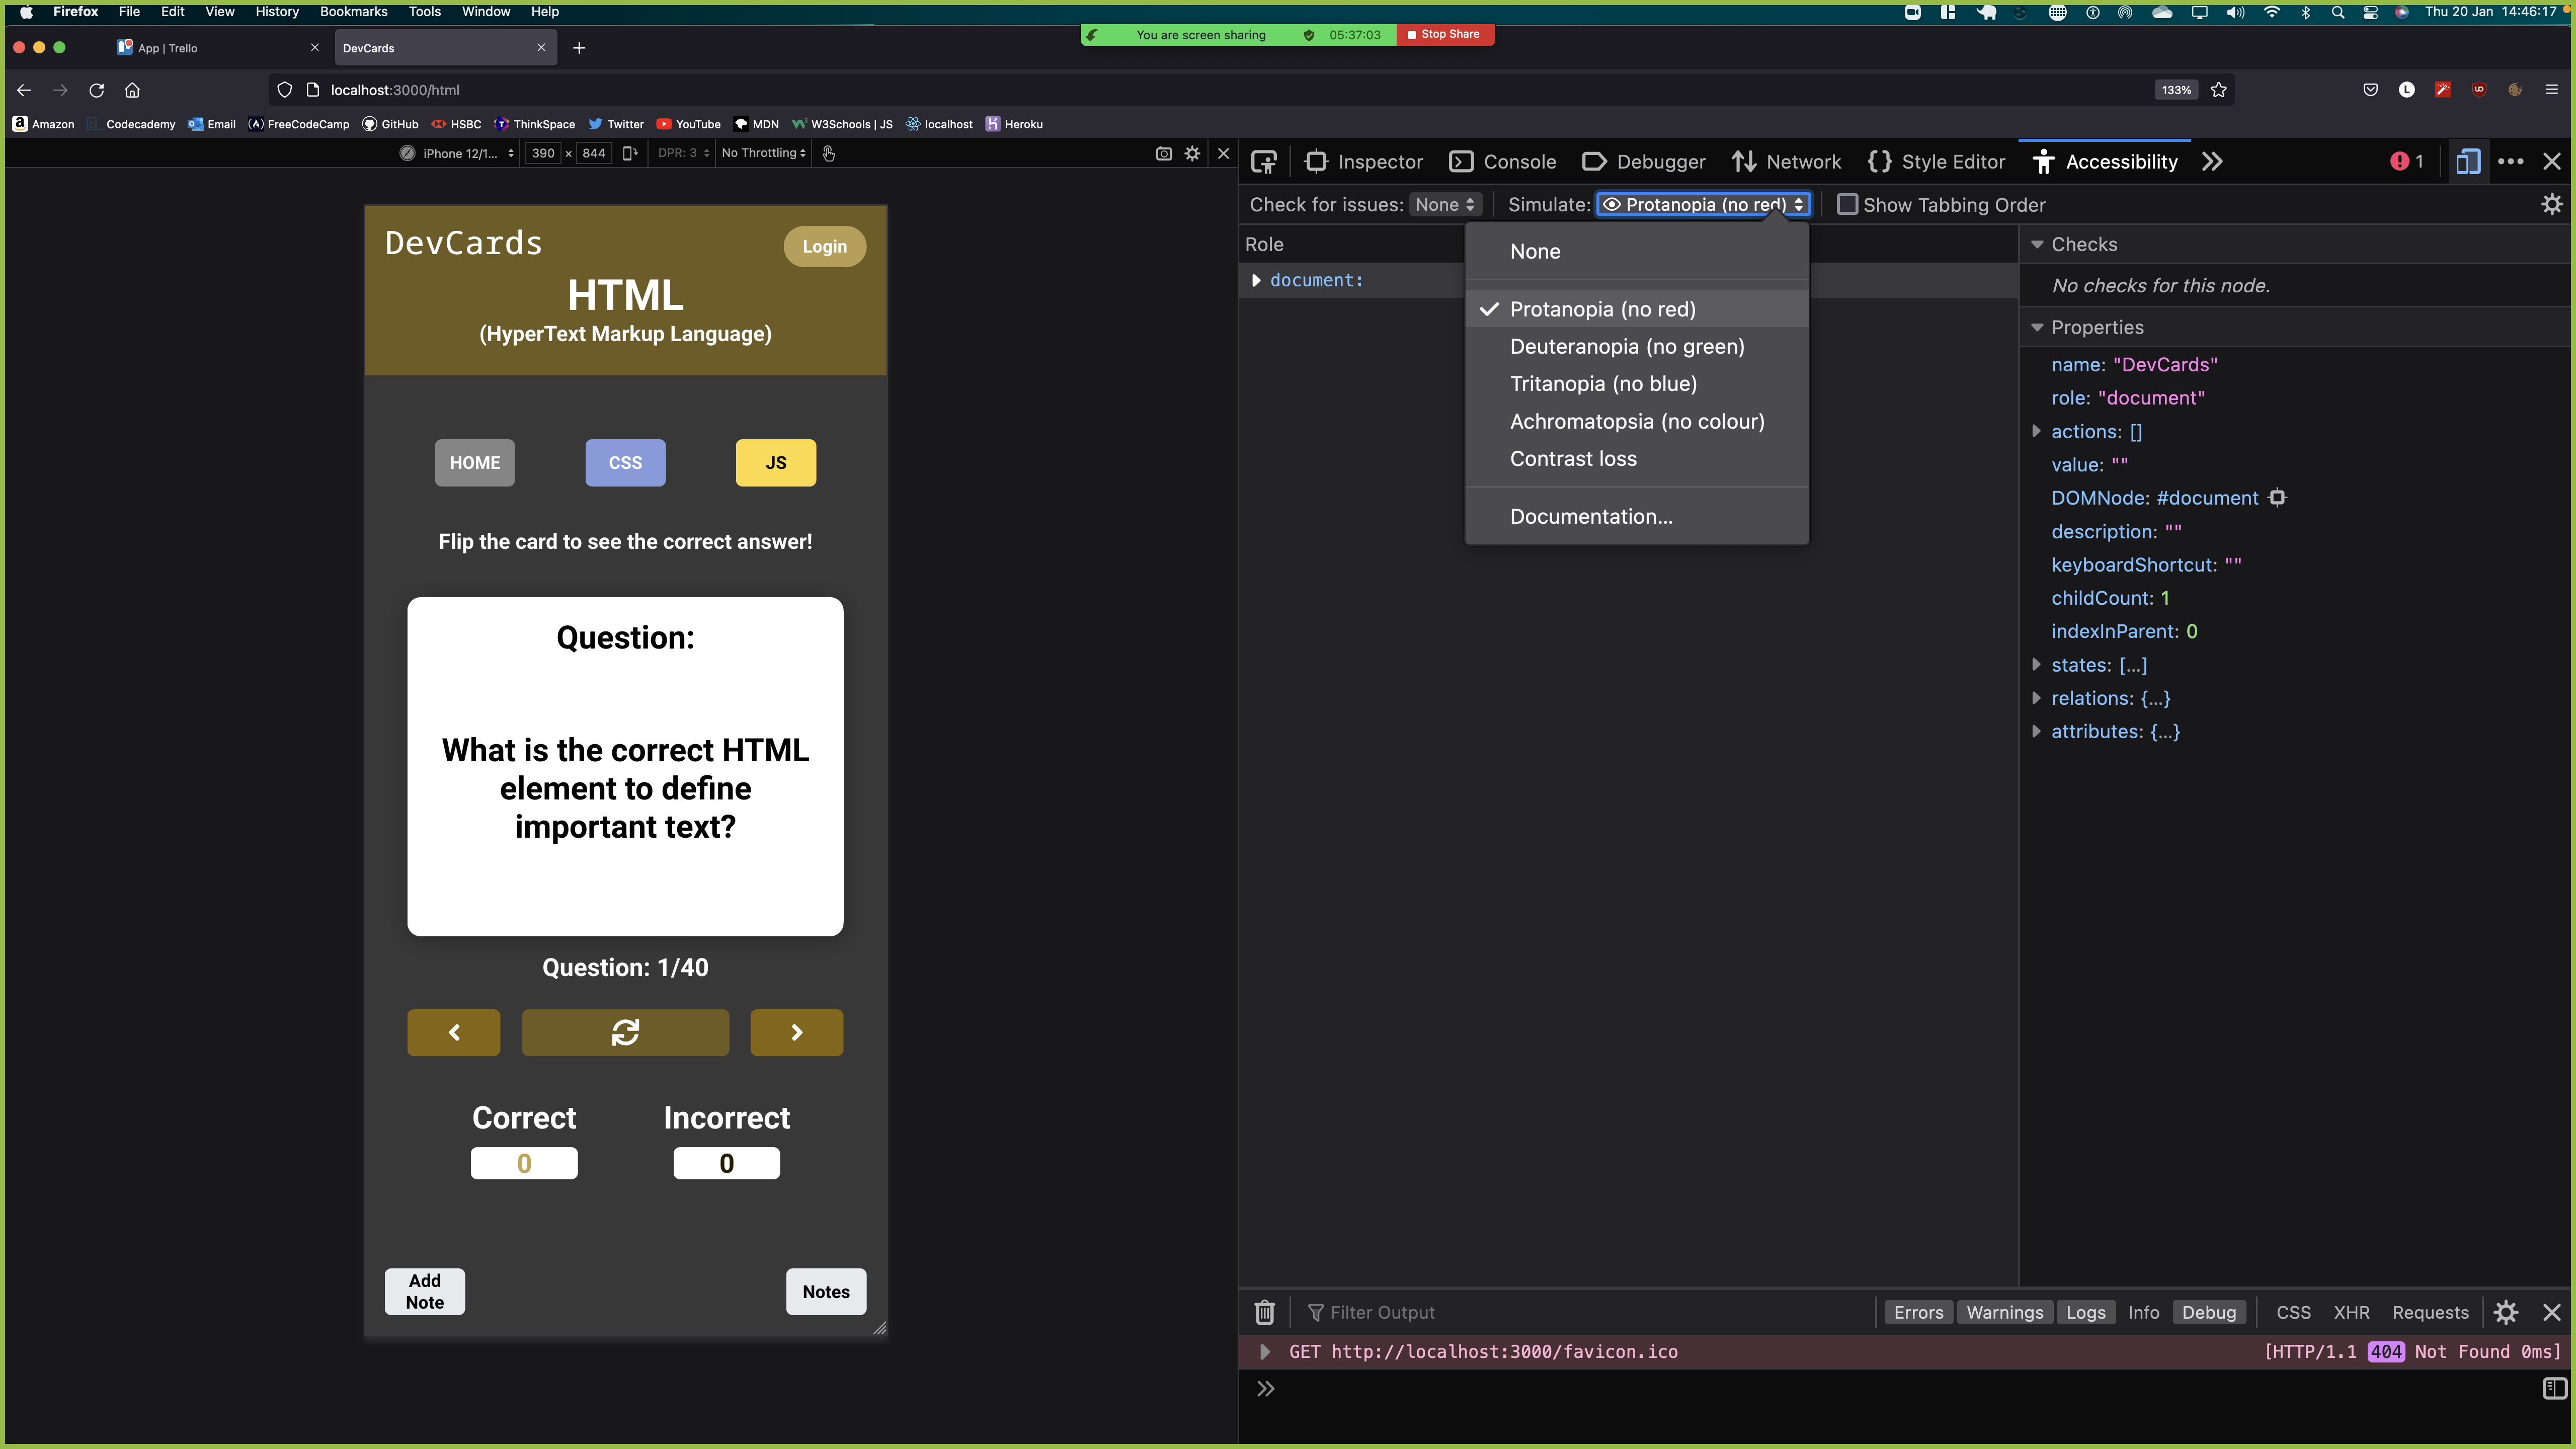 Firefox File Edit View History Bookmarks Tools Window Help
Thu 20 Jan 14:46:17
You are screen sharing 05:37:03 Stop Share
App | Trello
DevCards
localhost:3000/html
133%
Amazon Codecademy Email FreeCodeCamp GitHub HSBC ThinkSpace Twitter YouTube MDN W3Schools | JS localhost Heroku
iPhone 12/1... 390 × 844 DPR: 3 No Throttling
DevCards
Login
HTML
(HyperText Markup Language)
HOME CSS JS
Flip the card to see the correct answer!
Question:
What is the correct HTML
element to define
important text?
Question: 1/40
Correct Incorrect
0 0
Add
Note
Notes
Inspector Console Debugger Network Style Editor Accessibility 1
Check for issues: None Simulate: Protanopia (no red) Show Tabbing Order
Role
document:
None
Protanopia (no red)
Deuteranopia (no green)
Tritanopia (no blue)
Achromatopsia (no colour)
Contrast loss
Documentation...
Checks
No checks for this node.
Properties
name: "DevCards"
role: "document"
actions: []
value: ""
DOMNode: #document
description: ""
keyboardShortcut: ""
childCount: 1
indexInParent: 0
states: [...]
relations: {...}
attributes: {...}
Filter Output
Errors Warnings Logs Info Debug CSS XHR Requests
GET http://localhost:3000/favicon.ico
[HTTP/1.1 404 Not Found 0ms]